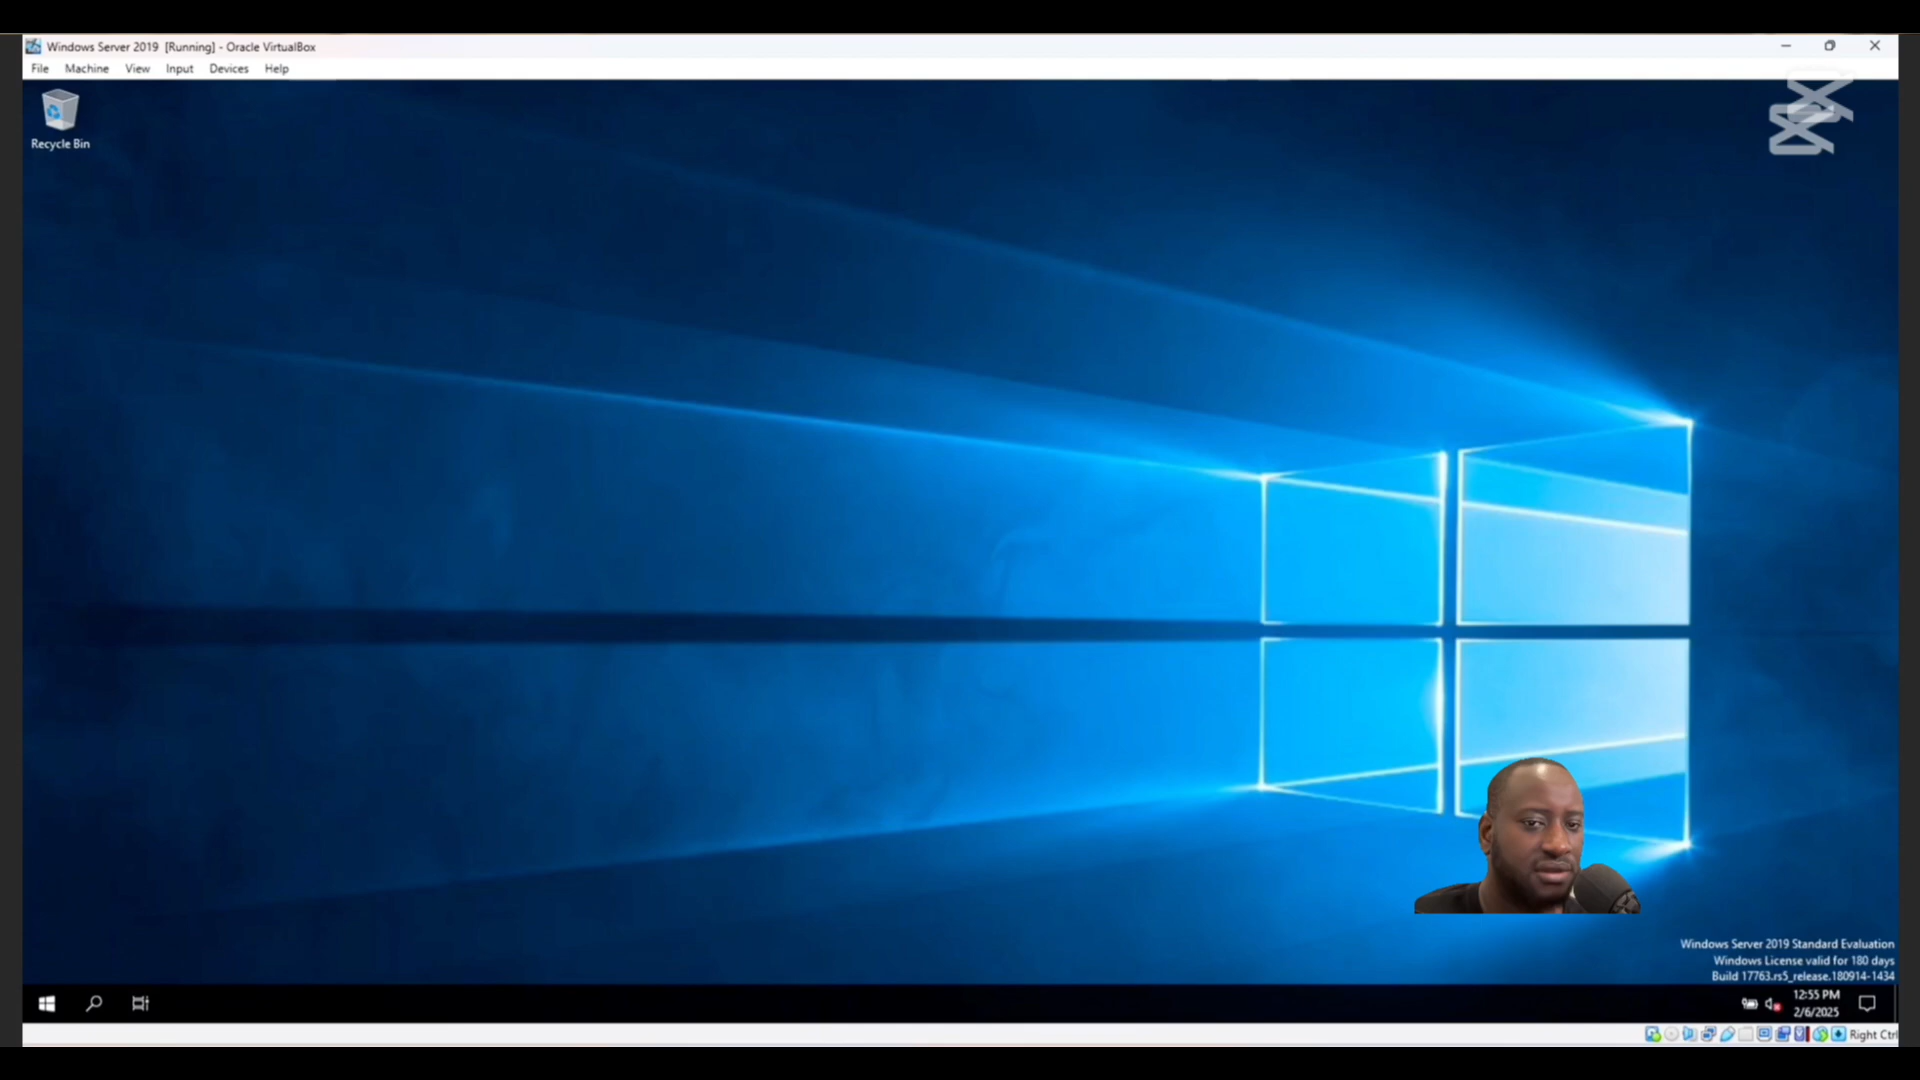 Windows Server 2019 [Running] - Oracle VirtualBox
File Machine View Input Devices Help
Recycle Bin
Windows Server 2019 Standard Evaluation
Windows License valid for 180 days
Build 17763.rs5_release.180914-1434
12:55 PM
2/6/2025
Right Ctrl